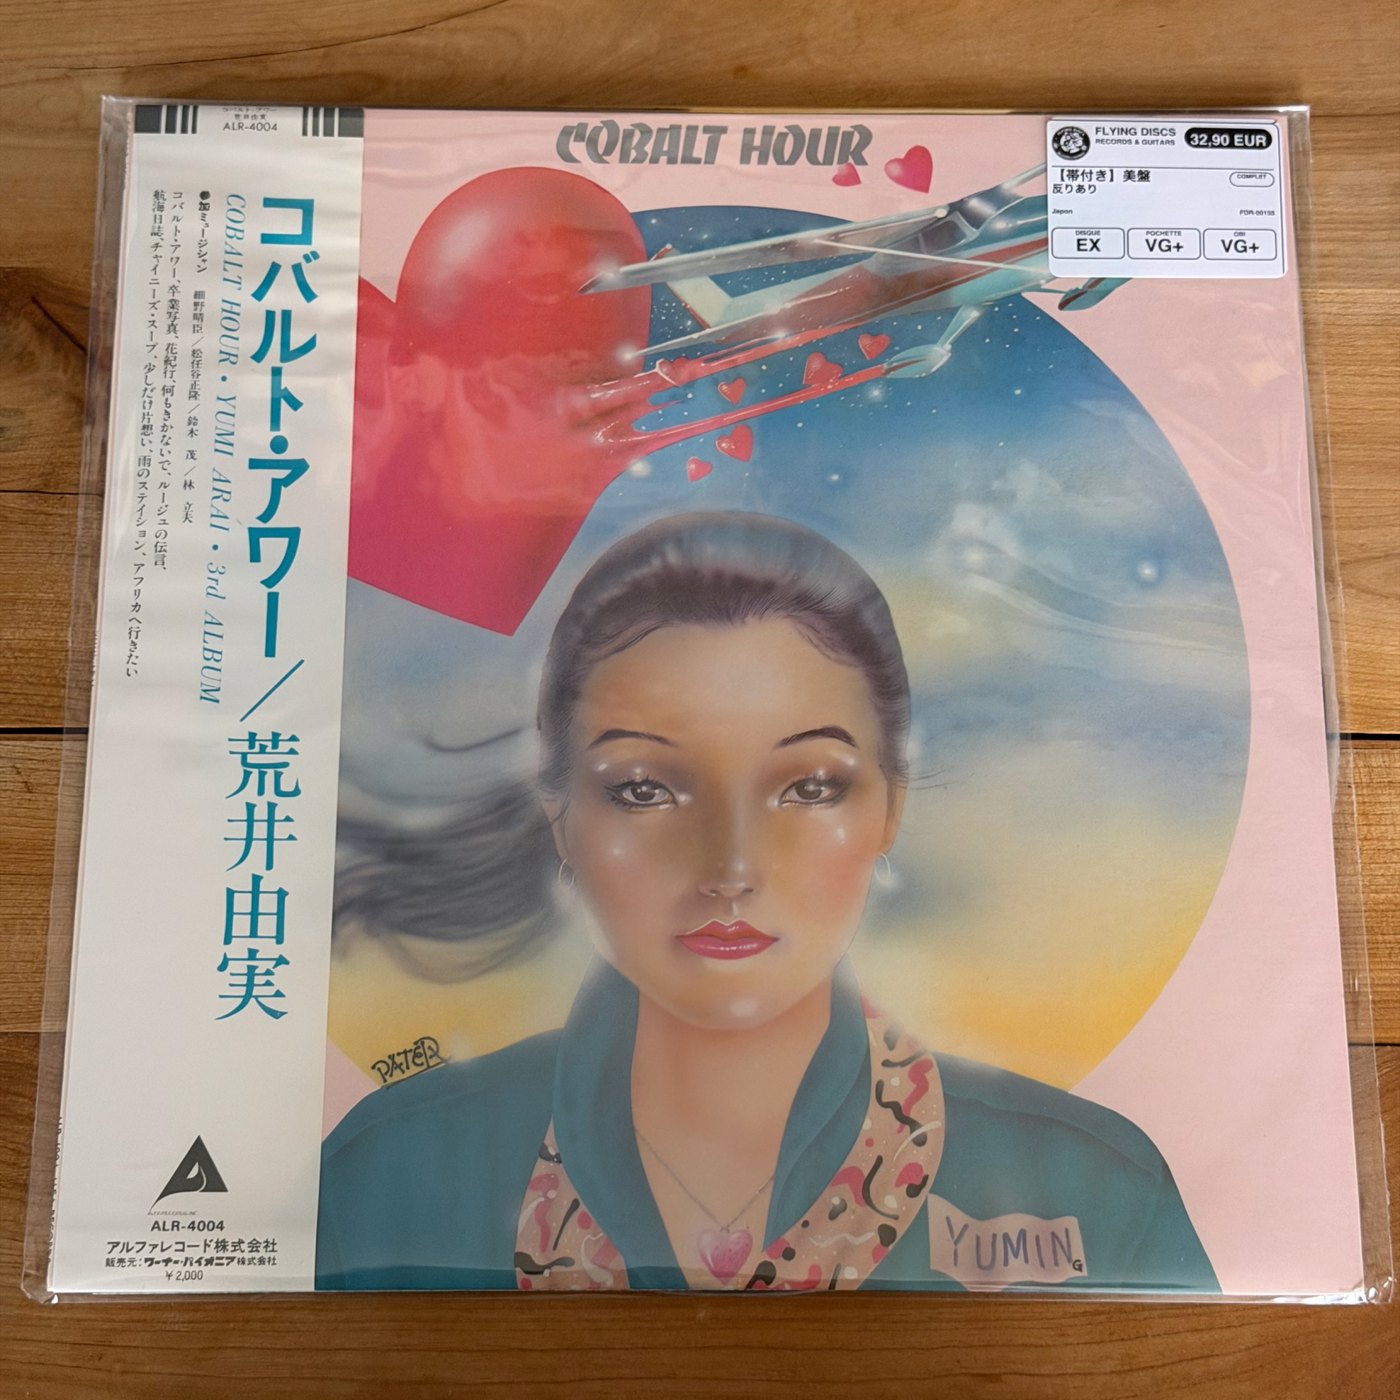 コバルト・アワー
荒井由実
ALR-4004
コバルト・アワー/荒井由実
COBALT HOUR・YUMI ARAI・3rd ALBUM
●参加ミュージシャン 細野晴臣/松任谷正隆/鈴木 茂/林 立夫
コバルト・アワー、卒業写真、花紀行、何もきかないで、ルージュの伝言、
航海日誌、チャイニーズ・スープ、少しだけ片想い、雨のステイション、アフリカへ行きたい
ALR-4004
アルファレコード株式会社
販売元:ワーナー・パイオニア株式会社
¥2,000
COBALT HOUR
FLYING DISCS
RECORDS & GUITARS
32,90 EUR
【帯付き】美盤
COMPLET
反りあり
Japon
FDR-00155
DISQUE
EX
POCHETTE
VG+
OBI
VG+
PATER
YUMING